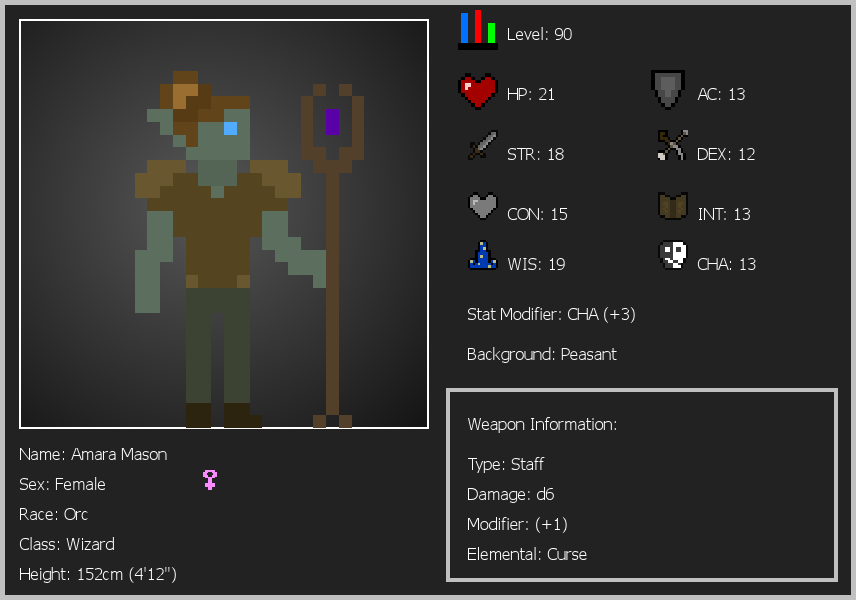 Level: 90
HP: 21
AC: 13
STR: 18
DEX: 12
CON: 15
INT: 13
WIS: 19
CHA: 13
Stat Modifier: CHA (+3)
Background: Peasant
Weapon Information:
Type: Staff
Damage: d6
Modifier: (+1)
Elemental: Curse
Name: Amara Mason
Sex: Female
Race: Orc
Class: Wizard
Height: 152cm (4'12")